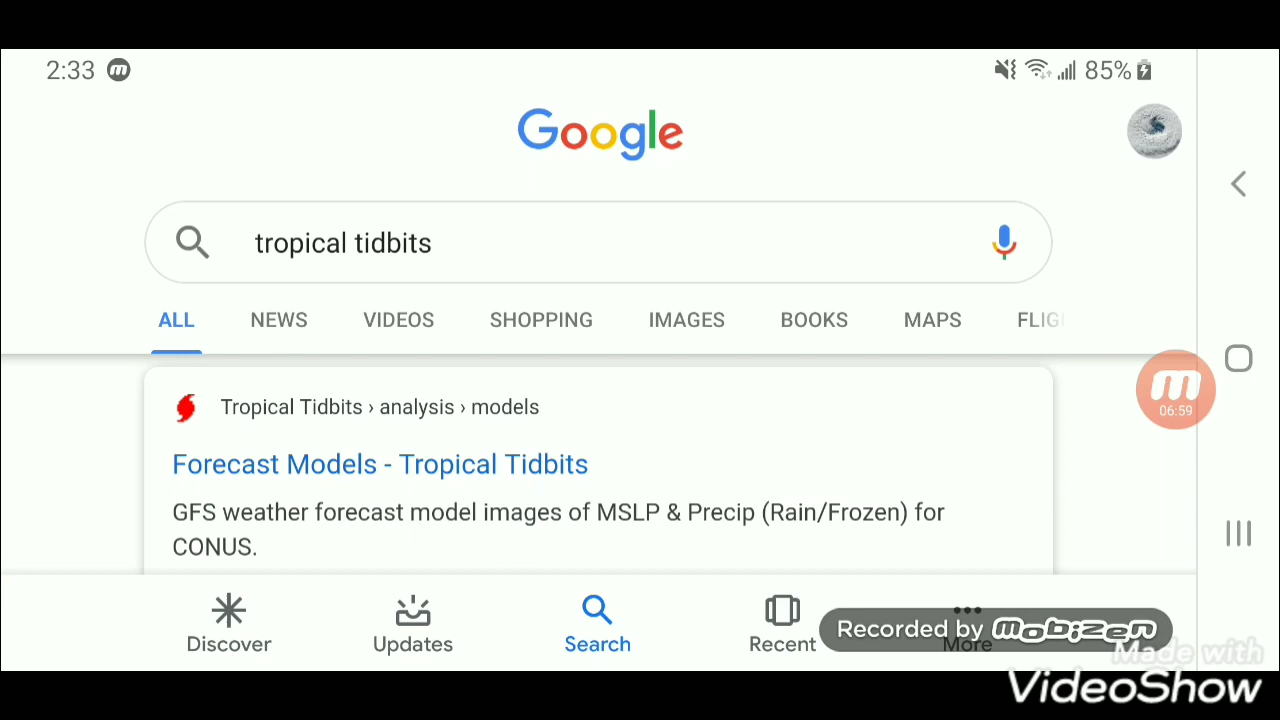 2:33 m 85%
Google
tropical tidbits
ALL NEWS VIDEOS SHOPPING IMAGES BOOKS MAPS FLIG
Tropical Tidbits › analysis › models
m
06:59
Forecast Models - Tropical Tidbits
GFS weather forecast model images of MSLP & Precip (Rain/Frozen) for
CONUS.
Discover Updates Search Recent More
Recorded by mobizen
Made with
VideoShow